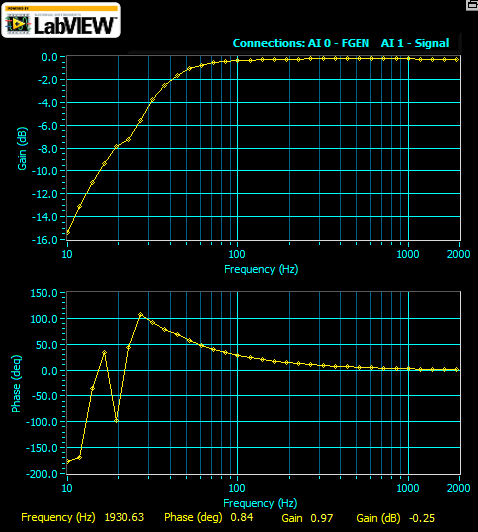 POWERED BY
LabVIEW™
Connections: AI 0 - FGEN AI 1 - Signal
0.0
-2.0
-4.0
-6.0
-8.0
-10.0
-12.0
-14.0
-16.0
Gain (dB)
10 100 1000 2000
Frequency (Hz)
150.0
100.0
50.0
0.0
-50.0
-100.0
-150.0
-200.0
Phase (deq)
10 100 1000 2000
Frequency (Hz)
Frequency (Hz) 1930.63 Phase (deg) 0.84 Gain 0.97 Gain (dB) -0.25